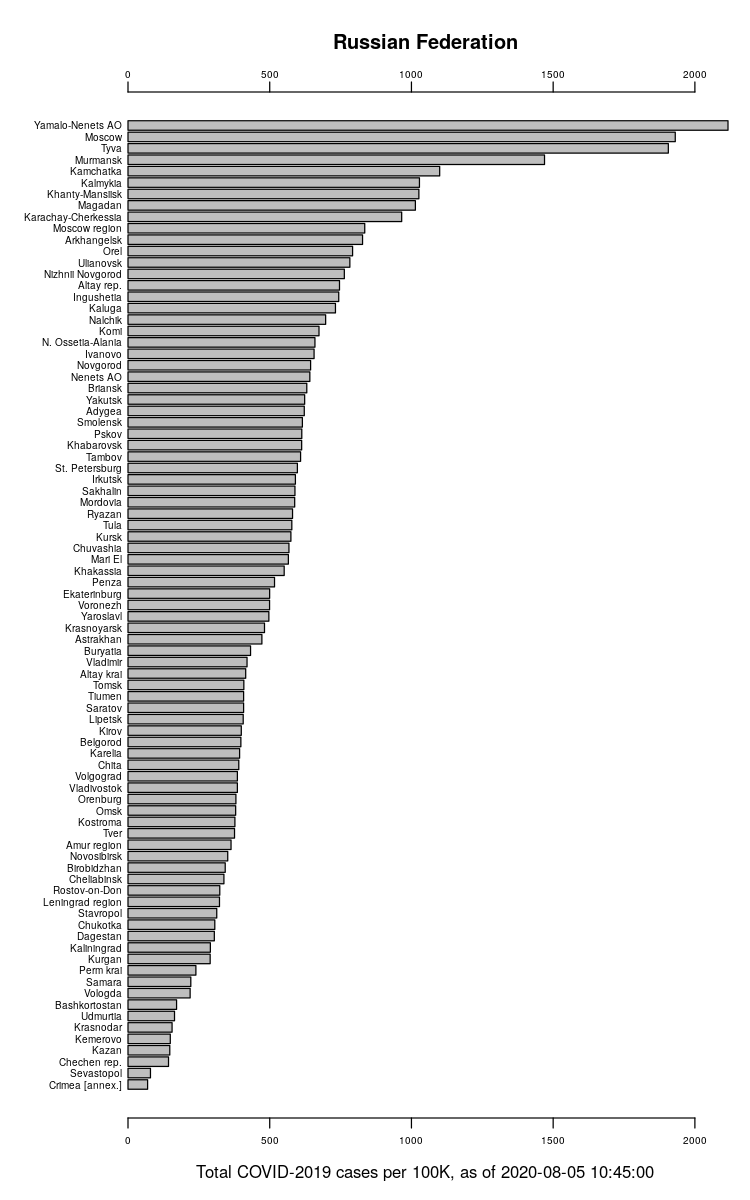 Russian Federation
0 500 1000 1500 2000
Yamalo-Nenets AO
Moscow
Tyva
Murmansk
Kamchatka
Kalmykia
Khanty-Mansiisk
Magadan
Karachay-Cherkessia
Moscow region
Arkhangelsk
Orel
Ulianovsk
Nizhnii Novgorod
Altay rep.
Ingushetia
Kaluga
Nalchik
Komi
N. Ossetia-Alania
Ivanovo
Novgorod
Nenets AO
Briansk
Yakutsk
Adygea
Smolensk
Pskov
Khabarovsk
Tambov
St. Petersburg
Irkutsk
Sakhalin
Mordovia
Ryazan
Tula
Kursk
Chuvashia
Mari El
Khakassia
Penza
Ekaterinburg
Voronezh
Yaroslavl
Krasnoyarsk
Astrakhan
Buryatia
Vladimir
Altay krai
Tomsk
Tiumen
Saratov
Lipetsk
Kirov
Belgorod
Karelia
Chita
Volgograd
Vladivostok
Orenburg
Omsk
Kostroma
Tver
Amur region
Novosibirsk
Birobidzhan
Cheliabinsk
Rostov-on-Don
Leningrad region
Stavropol
Chukotka
Dagestan
Kaliningrad
Kurgan
Perm krai
Samara
Vologda
Bashkortostan
Udmurtia
Krasnodar
Kemerovo
Kazan
Chechen rep.
Sevastopol
Crimea [annex.]
0 500 1000 1500 2000
Total COVID-2019 cases per 100K, as of 2020-08-05 10:45:00